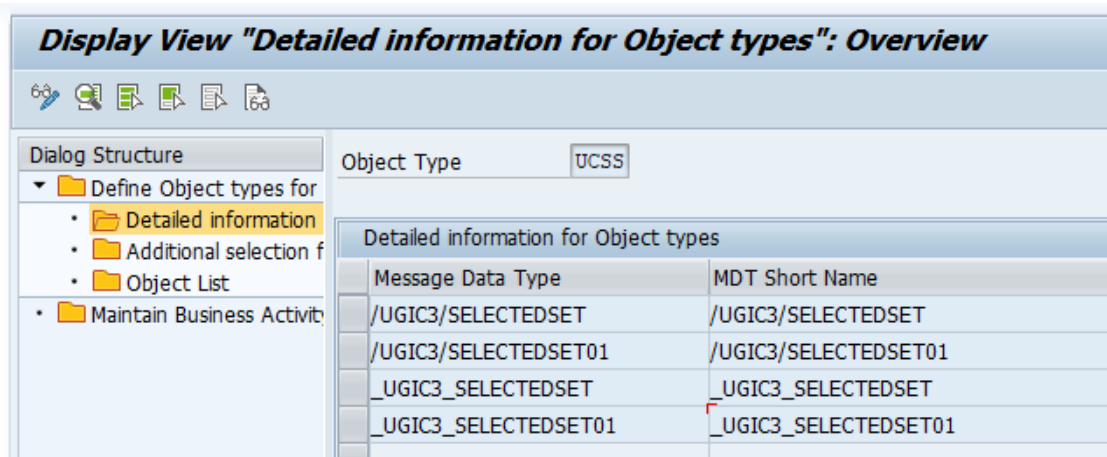 Display View "Detailed information for Object types": Overview
Dialog Structure
Define Object types for
Detailed information
Additional selection f
Object List
Maintain Business Activity
Object Type UCSS
Detailed information for Object types
Message Data Type MDT Short Name
/UGIC3/SELECTEDSET /UGIC3/SELECTEDSET
/UGIC3/SELECTEDSET01 /UGIC3/SELECTEDSET01
_UGIC3_SELECTEDSET _UGIC3_SELECTEDSET
_UGIC3_SELECTEDSET01 _UGIC3_SELECTEDSET01